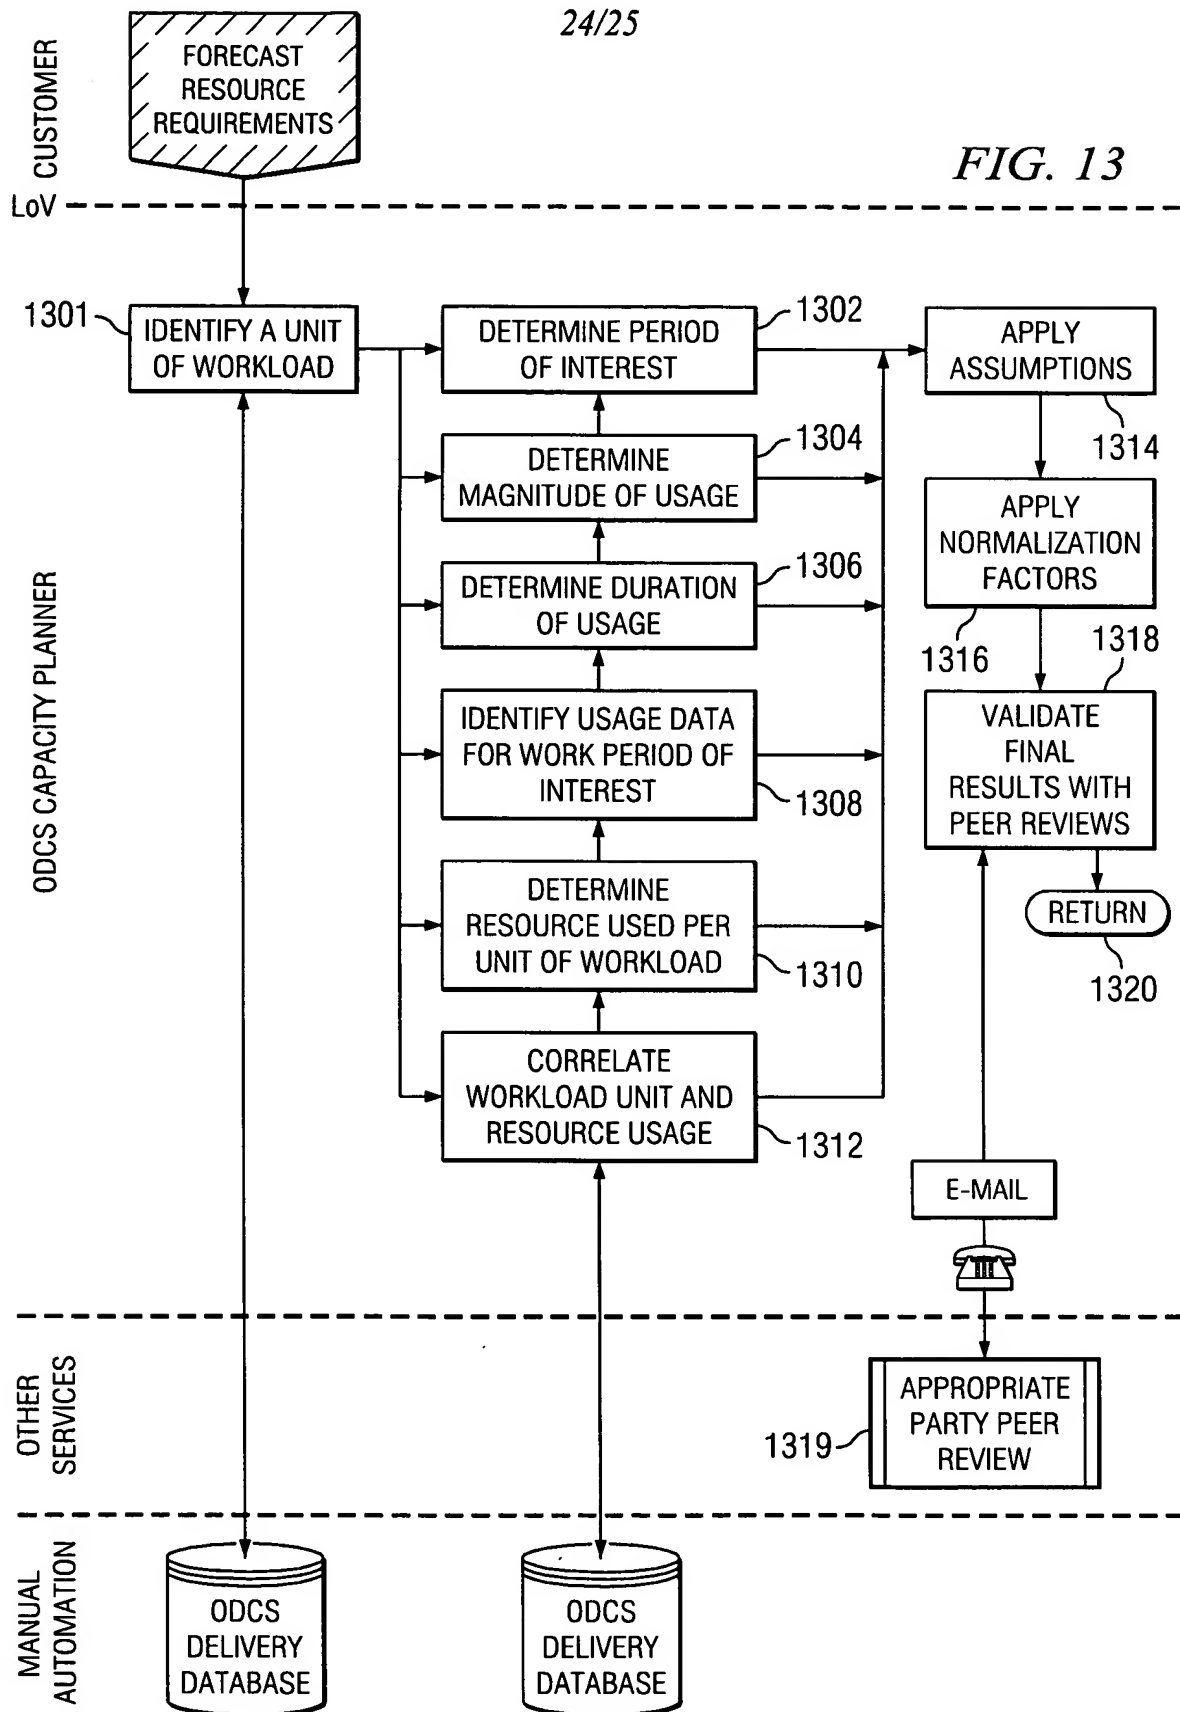 24/25
CUSTOMER
FORECAST
RESOURCE
REQUIREMENTS
FIG. 13
LoV
ODCS CAPACITY PLANNER
1301
IDENTIFY A UNIT
OF WORKLOAD
DETERMINE PERIOD
OF INTEREST
1302
DETERMINE
MAGNITUDE OF USAGE
1304
DETERMINE DURATION
OF USAGE
1306
IDENTIFY USAGE DATA
FOR WORK PERIOD OF
INTEREST
1308
DETERMINE
RESOURCE USED PER
UNIT OF WORKLOAD
1310
CORRELATE
WORKLOAD UNIT AND
RESOURCE USAGE
1312
APPLY
ASSUMPTIONS
1314
APPLY
NORMALIZATION
FACTORS
1316
1318
VALIDATE
FINAL
RESULTS WITH
PEER REVIEWS
RETURN
1320
E-MAIL
OTHER
SERVICES
1319
APPROPRIATE
PARTY PEER
REVIEW
MANUAL
AUTOMATION
ODCS
DELIVERY
DATABASE
ODCS
DELIVERY
DATABASE